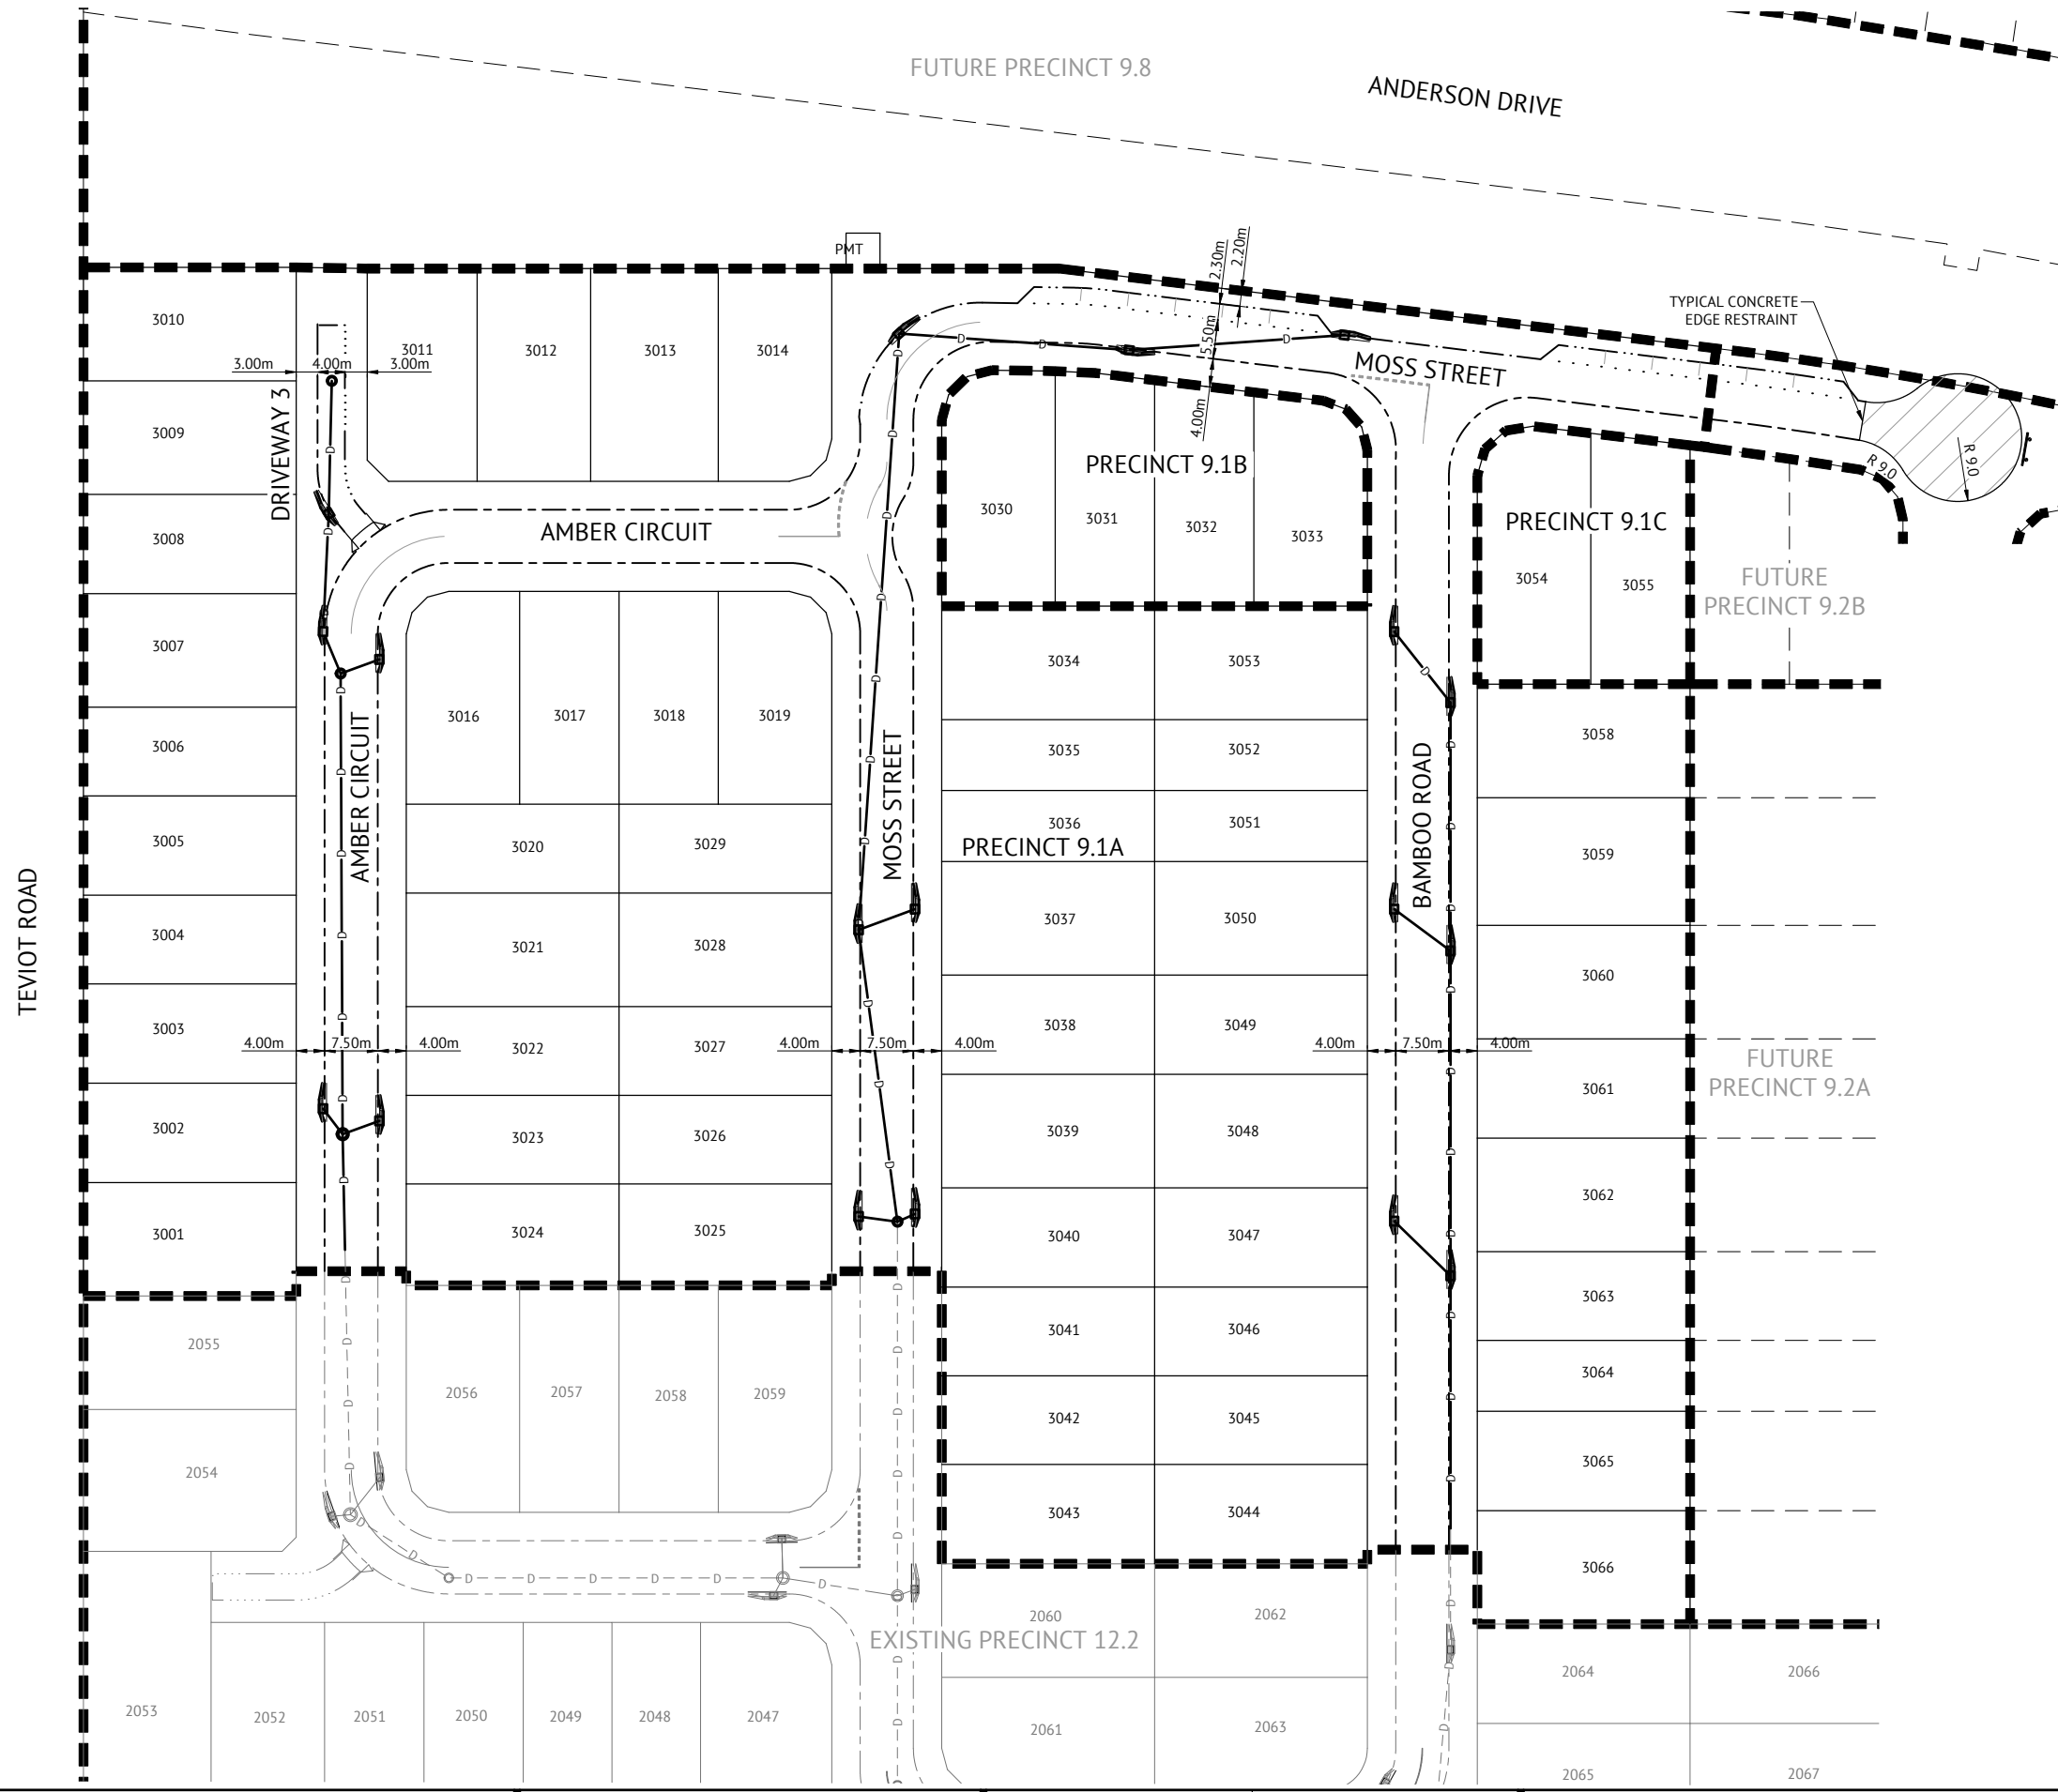 FUTURE PRECINCT 9.8
ANDERSON DRIVE
PMT
2.30m
2.20m
5.50m
4.00m
TYPICAL CONCRETE
EDGE RESTRAINT
3010
3011
3012
3013
3014
3.00m
4.00m
3.00m
MOSS STREET
DRIVEWAY 3
3009
3008
AMBER CIRCUIT
PRECINCT 9.1B
3030
3031
3032
3033
PRECINCT 9.1C
3054
3055
R 9.0
R 9.0
FUTURE
PRECINCT 9.2B
3007
3006
3005
3004
3003
3002
3001
TEVIOT ROAD
AMBER CIRCUIT
3016
3017
3018
3019
3020
3029
3021
3028
3022
3027
3023
3026
3024
3025
MOSS STREET
3034
3053
3035
3052
3036
3051
PRECINCT 9.1A
3037
3050
3038
3049
3039
3048
3040
3047
3041
3046
3042
3045
3043
3044
BAMBOO ROAD
3058
3059
3060
3061
3062
3063
3064
3065
3066
FUTURE
PRECINCT 9.2A
4.00m
7.50m
4.00m
4.00m
7.50m
4.00m
4.00m
7.50m
4.00m
2055
2054
2056
2057
2058
2059
EXISTING PRECINCT 12.2
2053
2052
2051
2050
2049
2048
2047
2060
2062
2061
2063
2064
2066
2065
2067
D D D D D D D D D D D D D D D D D D D D